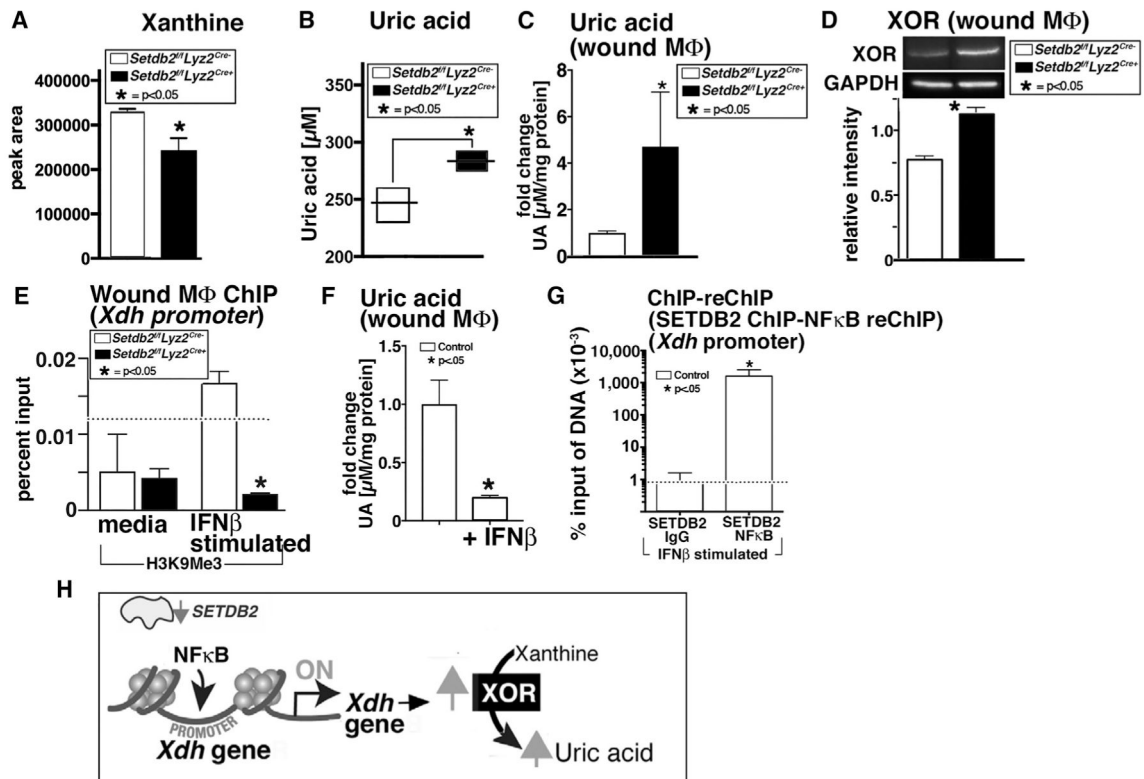 A
Xanthine
Setdb2f/fLyz2Cre-
Setdb2f/fLyz2Cre+
* = p<0.05
*
400000
300000
200000
100000
0
peak area
B
Uric acid
Setdb2f/fLyz2Cre-
Setdb2f/fLyz2Cre+
* = p<0.05
*
350
300
250
200
Uric acid [µM]
C
Uric acid
(wound MΦ)
Setdb2f/fLyz2Cre-
Setdb2f/fLyz2Cre+
* = p<0.05
*
8
6
4
2
0
fold change
UA [µM/mg protein]
D
XOR (wound MΦ)
XOR
GAPDH
Setdb2f/fLyz2Cre-
Setdb2f/fLyz2Cre+
* = p<0.05
*
1.0
0.5
0
relative intensity
E
Wound MΦ ChIP
(Xdh promoter)
Setdb2f/fLyz2Cre-
Setdb2f/fLyz2Cre+
* = p<0.05
*
0.02
0.01
0
percent input
media
IFNβ
stimulated
H3K9Me3
F
Uric acid
(wound MΦ)
Control
* p<.05
*
1.5
1.0
0.5
0.0
fold change
UA [µM/mg protein]
+ IFNβ
G
ChIP-reChIP
(SETDB2 ChIP-NFκB reChIP)
(Xdh promoter)
Control
* p<.05
*
10,000
1,000
100
10
1
% input of DNA (x10-3)
SETDB2
IgG
SETDB2
NFκB
IFNβ stimulated
H
SETDB2
NFκB
ON
PROMOTER
Xdh gene
Xdh
gene
Xanthine
XOR
Uric acid